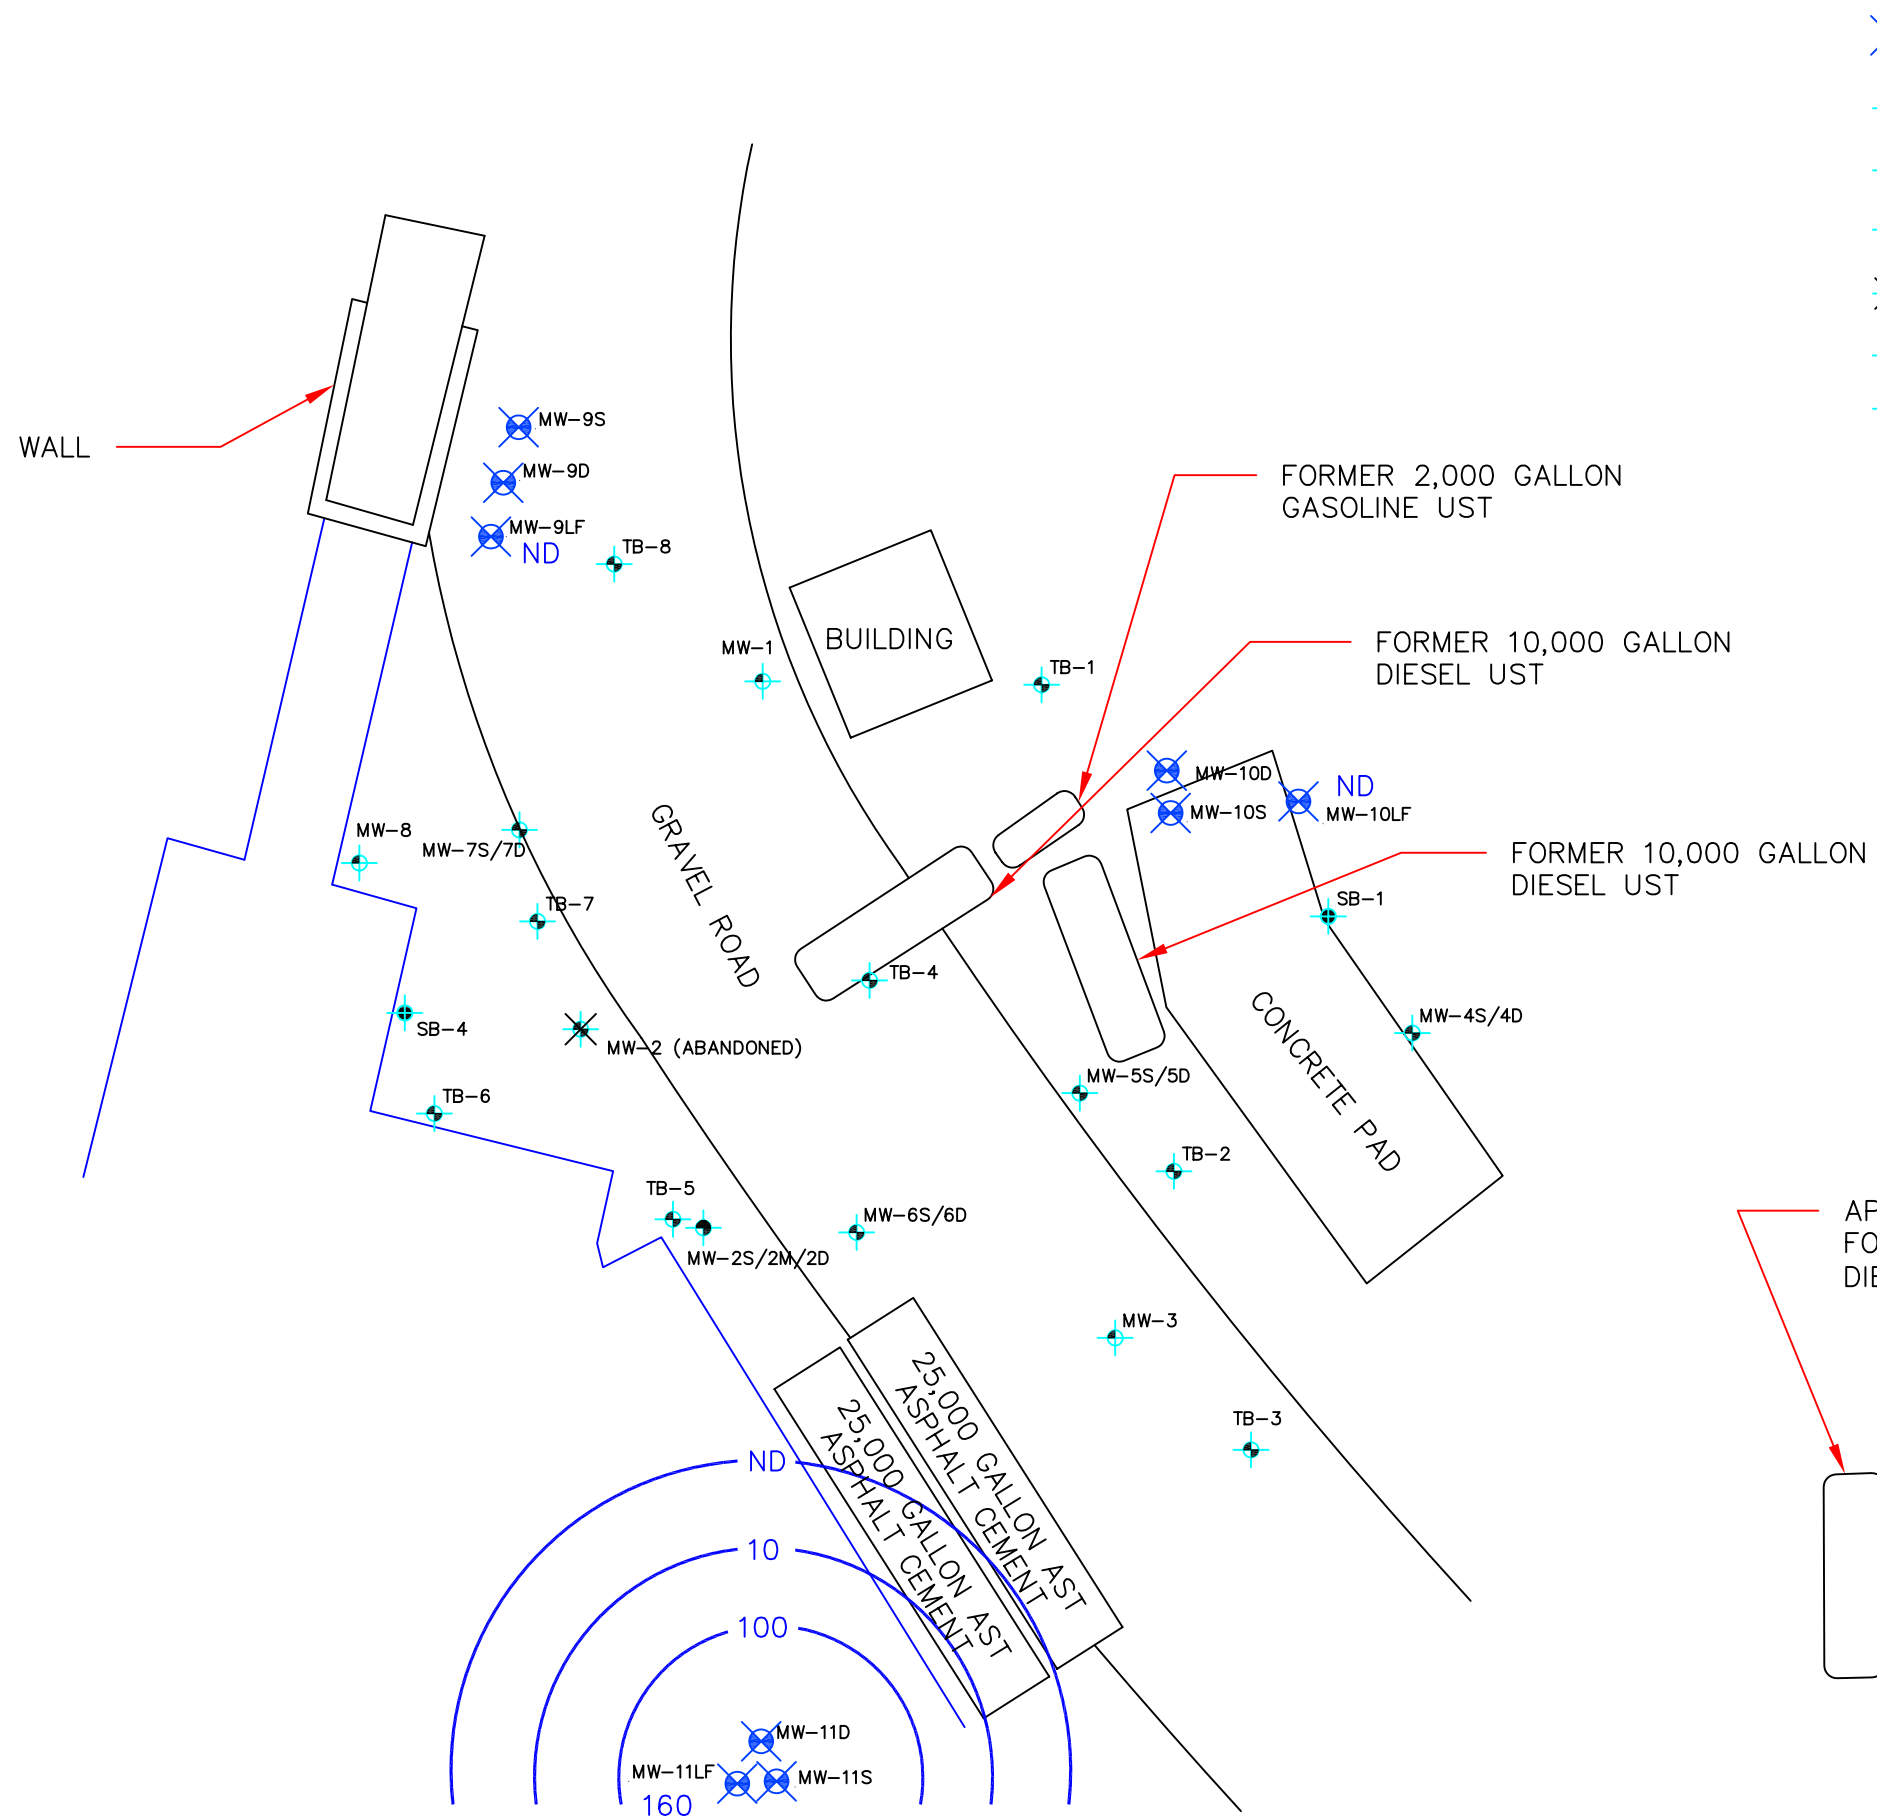 MW-9S
WALL
MW-9D
FORMER 2,000 GALLON
GASOLINE UST
MW-9LF
ND
TB-8
BUILDING
FORMER 10,000 GALLON
DIESEL UST
MW-1
TB-1
MW-10D
ND
MW-10S
MW-10LF
MW-8
MW-7S/7D
GRAVEL ROAD
FORMER 10,000 GALLON
DIESEL UST
TB-7
SB-1
TB-4
SB-4
MW-2 (ABANDONED)
CONCRETE PAD
MW-4S/4D
MW-5S/5D
TB-6
TB-2
TB-5
MW-6S/6D
MW-2S/2M/2D
AP
FO
DIE
MW-3
25,000 GALLON AST
ASPHALT CEMENT
25,000 GALLON AST
ASPHALT CEMENT
TB-3
ND
10
100
MW-11D
MW-11LF
MW-11S
160